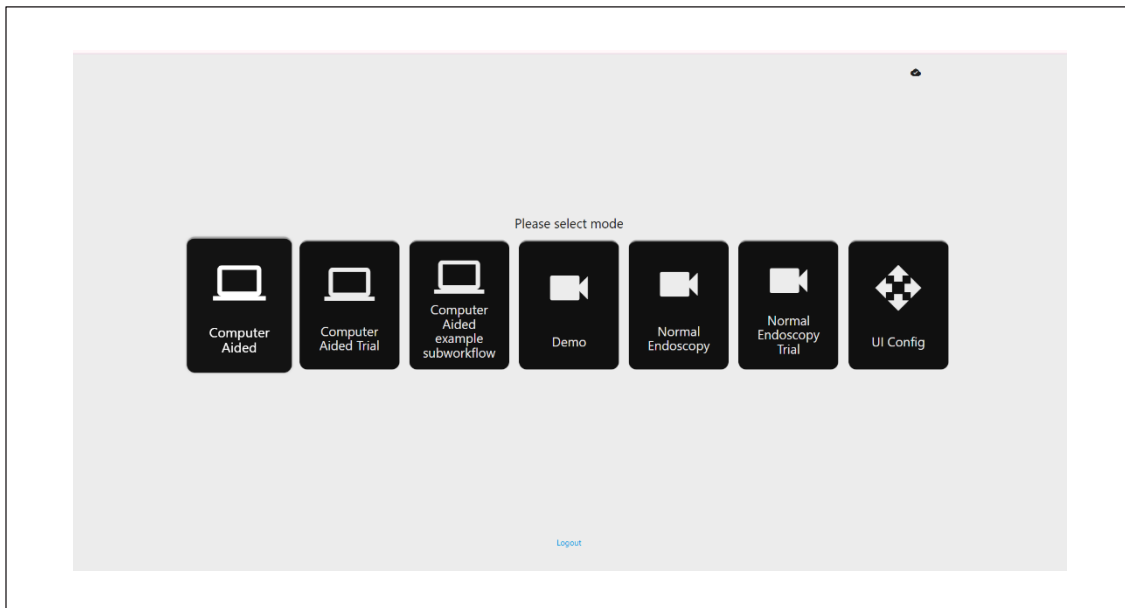 Please select mode
Computer
Aided
Computer
Aided Trial
Computer
Aided
example
subworkflow
Demo
Normal
Endoscopy
Normal
Endoscopy
Trial
UI Config
Logout